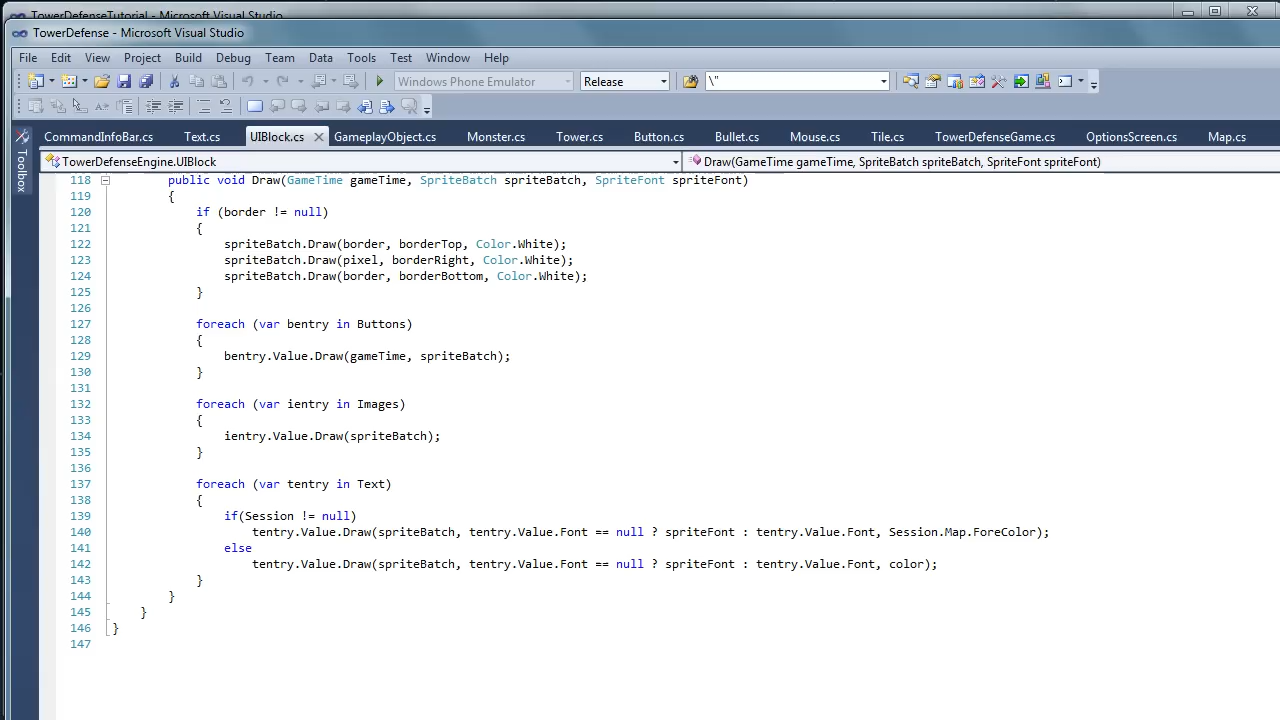 TowerDefenseTutorial - Microsoft Visual Studio
TowerDefense - Microsoft Visual Studio
File Edit View Project Build Debug Team Data Tools Test Window Help
Windows Phone Emulator Release \"
CommandInfoBar.cs Text.cs UIBlock.cs GameplayObject.cs Monster.cs Tower.cs Button.cs Bullet.cs Mouse.cs Tile.cs TowerDefenseGame.cs OptionsScreen.cs Map.cs
Toolbox
TowerDefenseEngine.UIBlock Draw(GameTime gameTime, SpriteBatch spriteBatch, SpriteFont spriteFont)
118 public void Draw(GameTime gameTime, SpriteBatch spriteBatch, SpriteFont spriteFont)
119 {
120 if (border != null)
121 {
122 spriteBatch.Draw(border, borderTop, Color.White);
123 spriteBatch.Draw(pixel, borderRight, Color.White);
124 spriteBatch.Draw(border, borderBottom, Color.White);
125 }
126
127 foreach (var bentry in Buttons)
128 {
129 bentry.Value.Draw(gameTime, spriteBatch);
130 }
131
132 foreach (var ientry in Images)
133 {
134 ientry.Value.Draw(spriteBatch);
135 }
136
137 foreach (var tentry in Text)
138 {
139 if(Session != null)
140 tentry.Value.Draw(spriteBatch, tentry.Value.Font == null ? spriteFont : tentry.Value.Font, Session.Map.ForeColor);
141 else
142 tentry.Value.Draw(spriteBatch, tentry.Value.Font == null ? spriteFont : tentry.Value.Font, color);
143 }
144 }
145 }
146 }
147